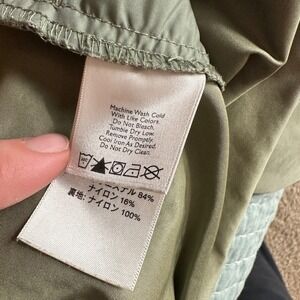 Machine Wash Cold
With Like Colors.
Do Not Bleach.
Tumble Dry Low.
Remove Promptly.
Cool Iron As Desired.
Do Not Dry Clean.
84%
ナイロン 16%
裏地: ナイロン 100%